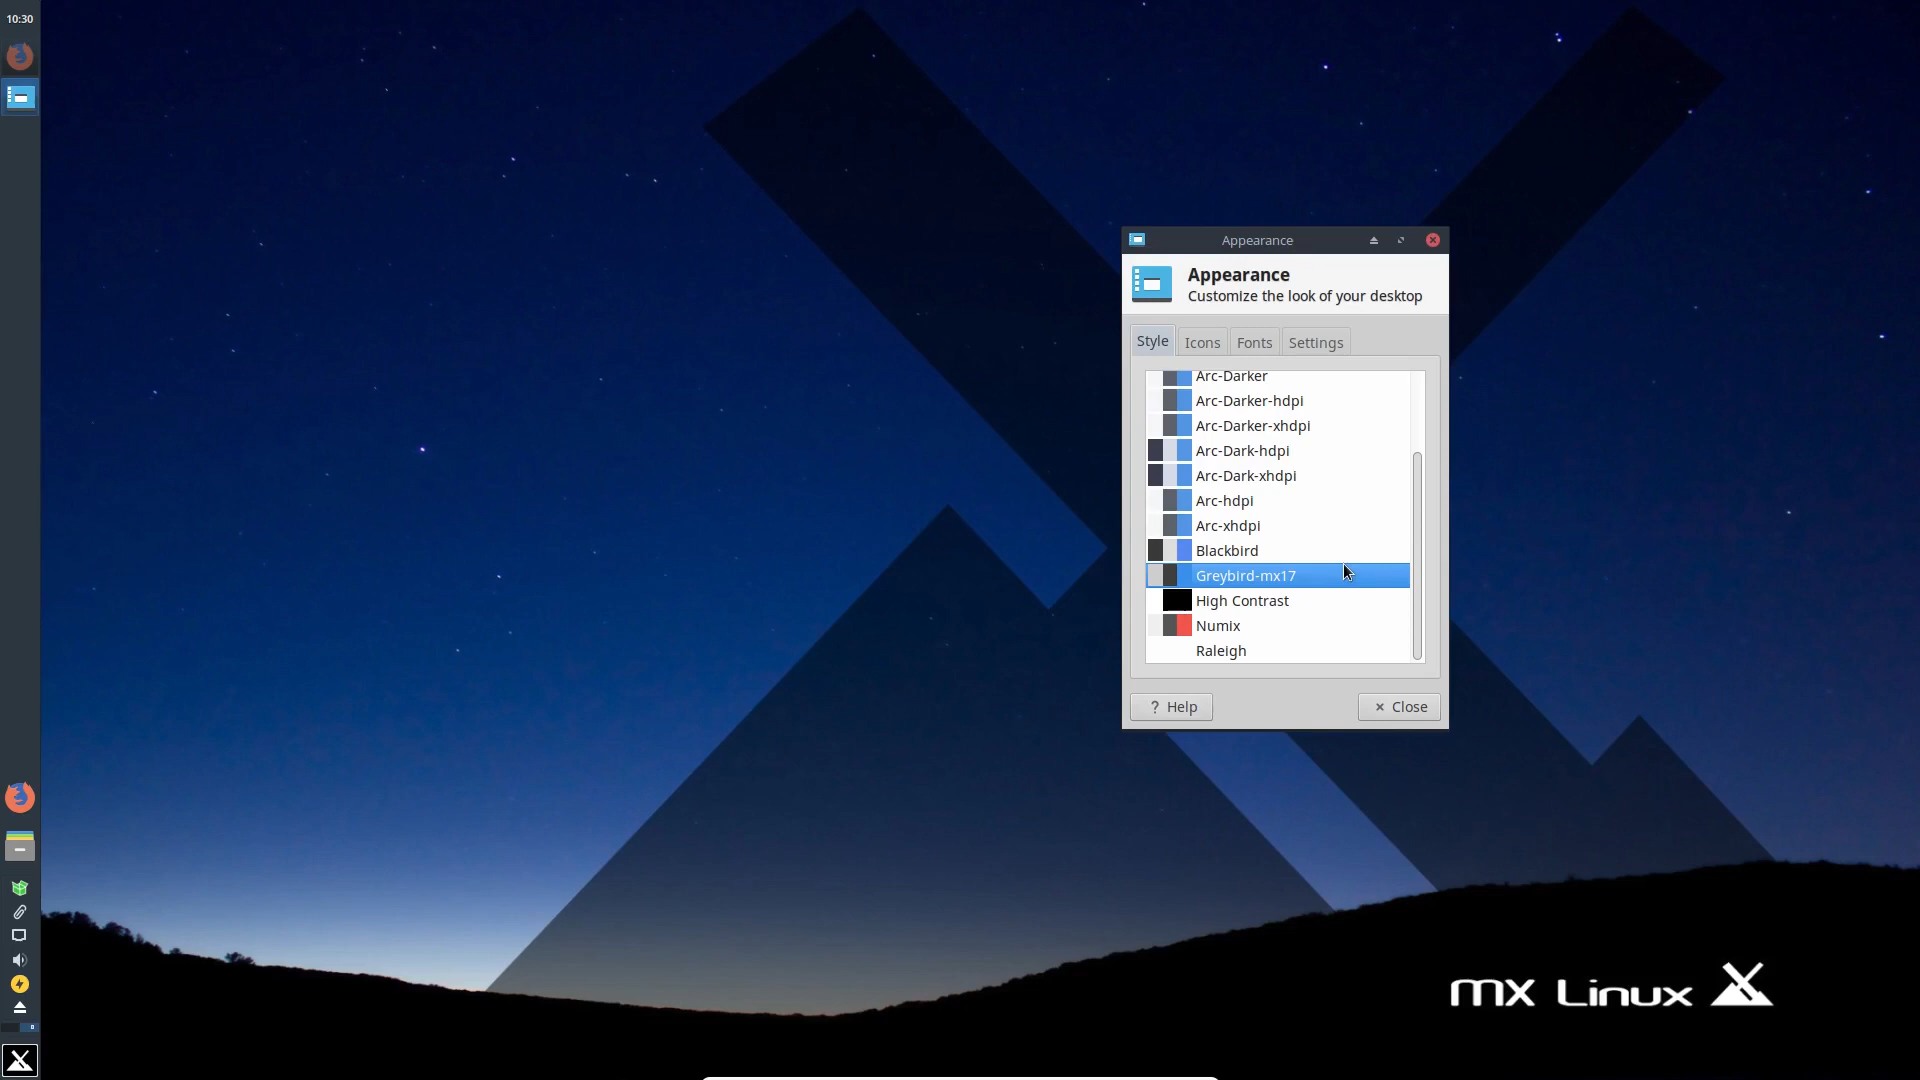 10:30
Appearance
Appearance
Customize the look of your desktop
Style Icons Fonts Settings
Arc-Darker
Arc-Darker-hdpi
Arc-Darker-xhdpi
Arc-Dark-hdpi
Arc-Dark-xhdpi
Arc-hdpi
Arc-xhdpi
Blackbird
Greybird-mx17
High Contrast
Numix
Raleigh
? Help
× Close
mx Linux